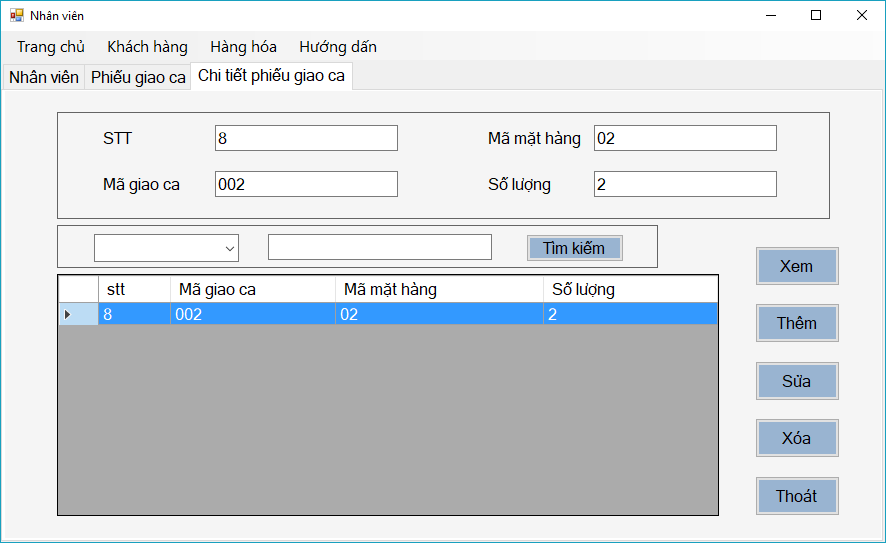 Nhân viên
Trang chủ Khách hàng Hàng hóa Hướng dấn
Nhân viên Phiếu giao ca Chi tiết phiếu giao ca
STT 8 Mã mặt hàng 02
Mã giao ca 002 Số lượng 2
Tìm kiếm
stt Mã giao ca Mã mặt hàng Số lượng
8 002 02 2
Xem
Thêm
Sửa
Xóa
Thoát